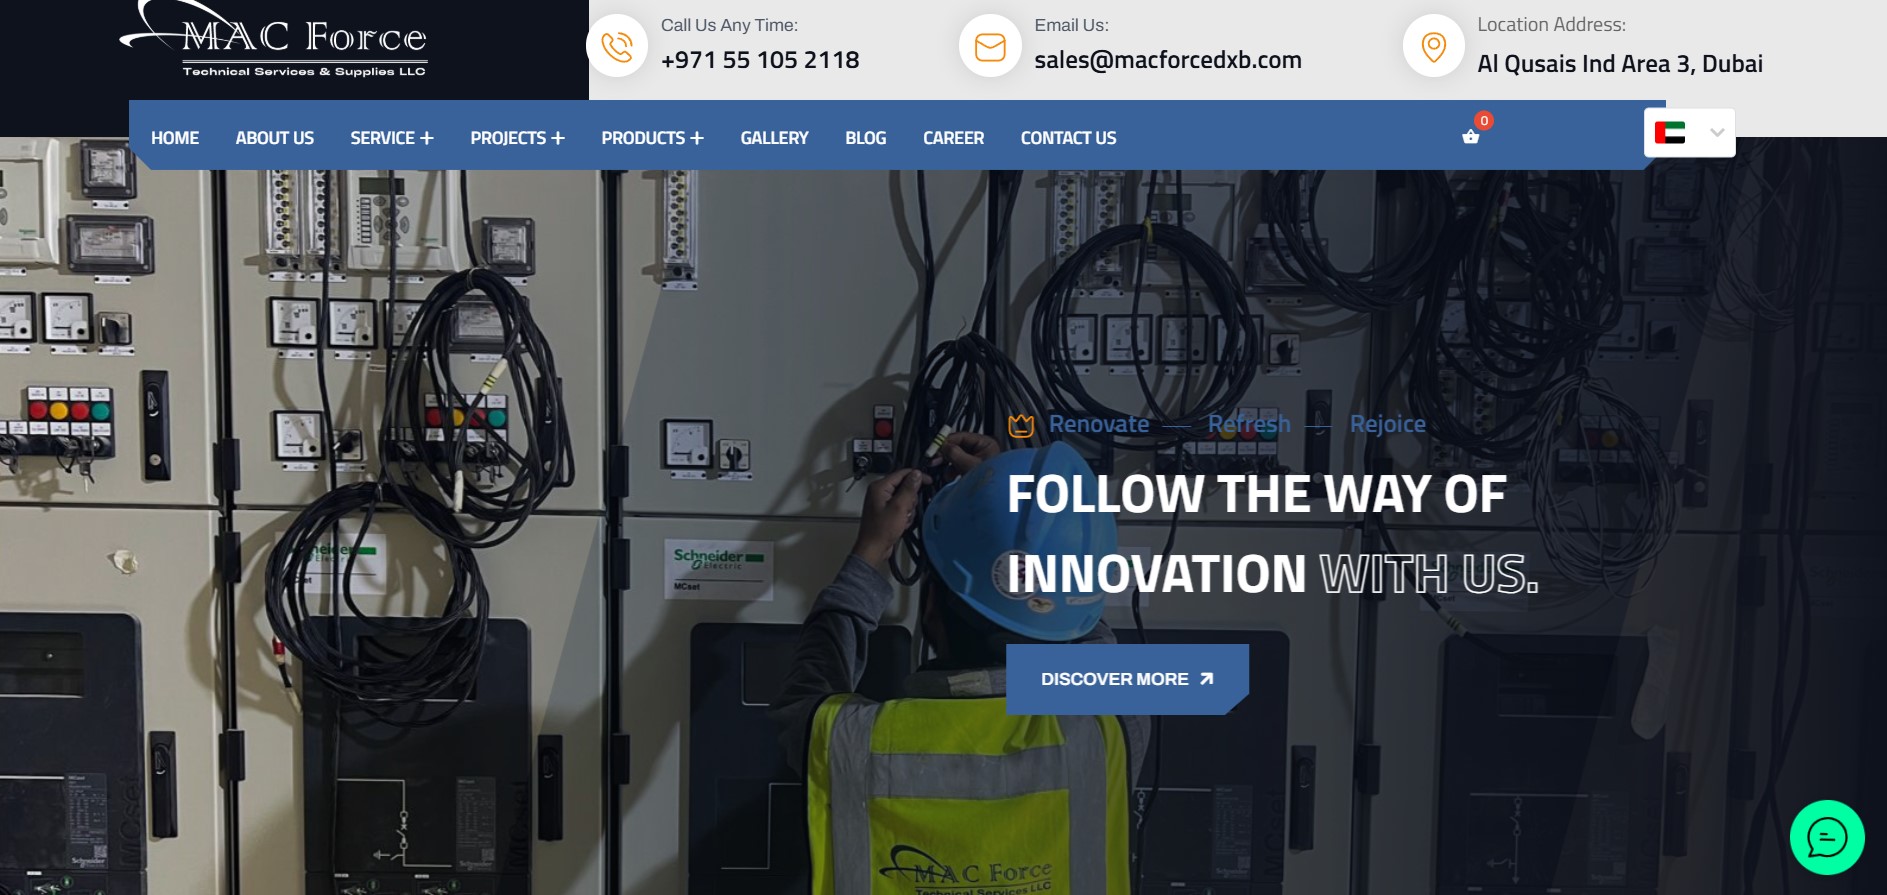 MAC Force
Technical Services & Supplies LLC
Call Us Any Time:
+971 55 105 2118
Email Us:
sales@macforcedxb.com
Location Address:
Al Qusais Ind Area 3, Dubai
HOME ABOUT US SERVICE + PROJECTS + PRODUCTS + GALLERY BLOG CAREER CONTACT US
0
Renovate — Refresh — Rejoice
FOLLOW THE WAY OF
INNOVATION WITH US.
DISCOVER MORE
Schneider
Electric
MCset
MAC Force
Technical Services LLC
Schneider